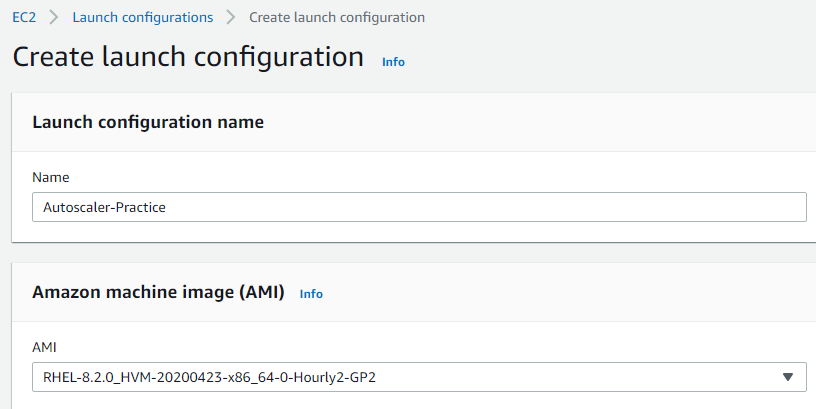 EC2 > Launch configurations > Create launch configuration
Create launch configuration Info
Launch configuration name
Name
Autoscaler-Practice
Amazon machine image (AMI) Info
AMI
RHEL-8.2.0_HVM-20200423-x86_64-0-Hourly2-GP2